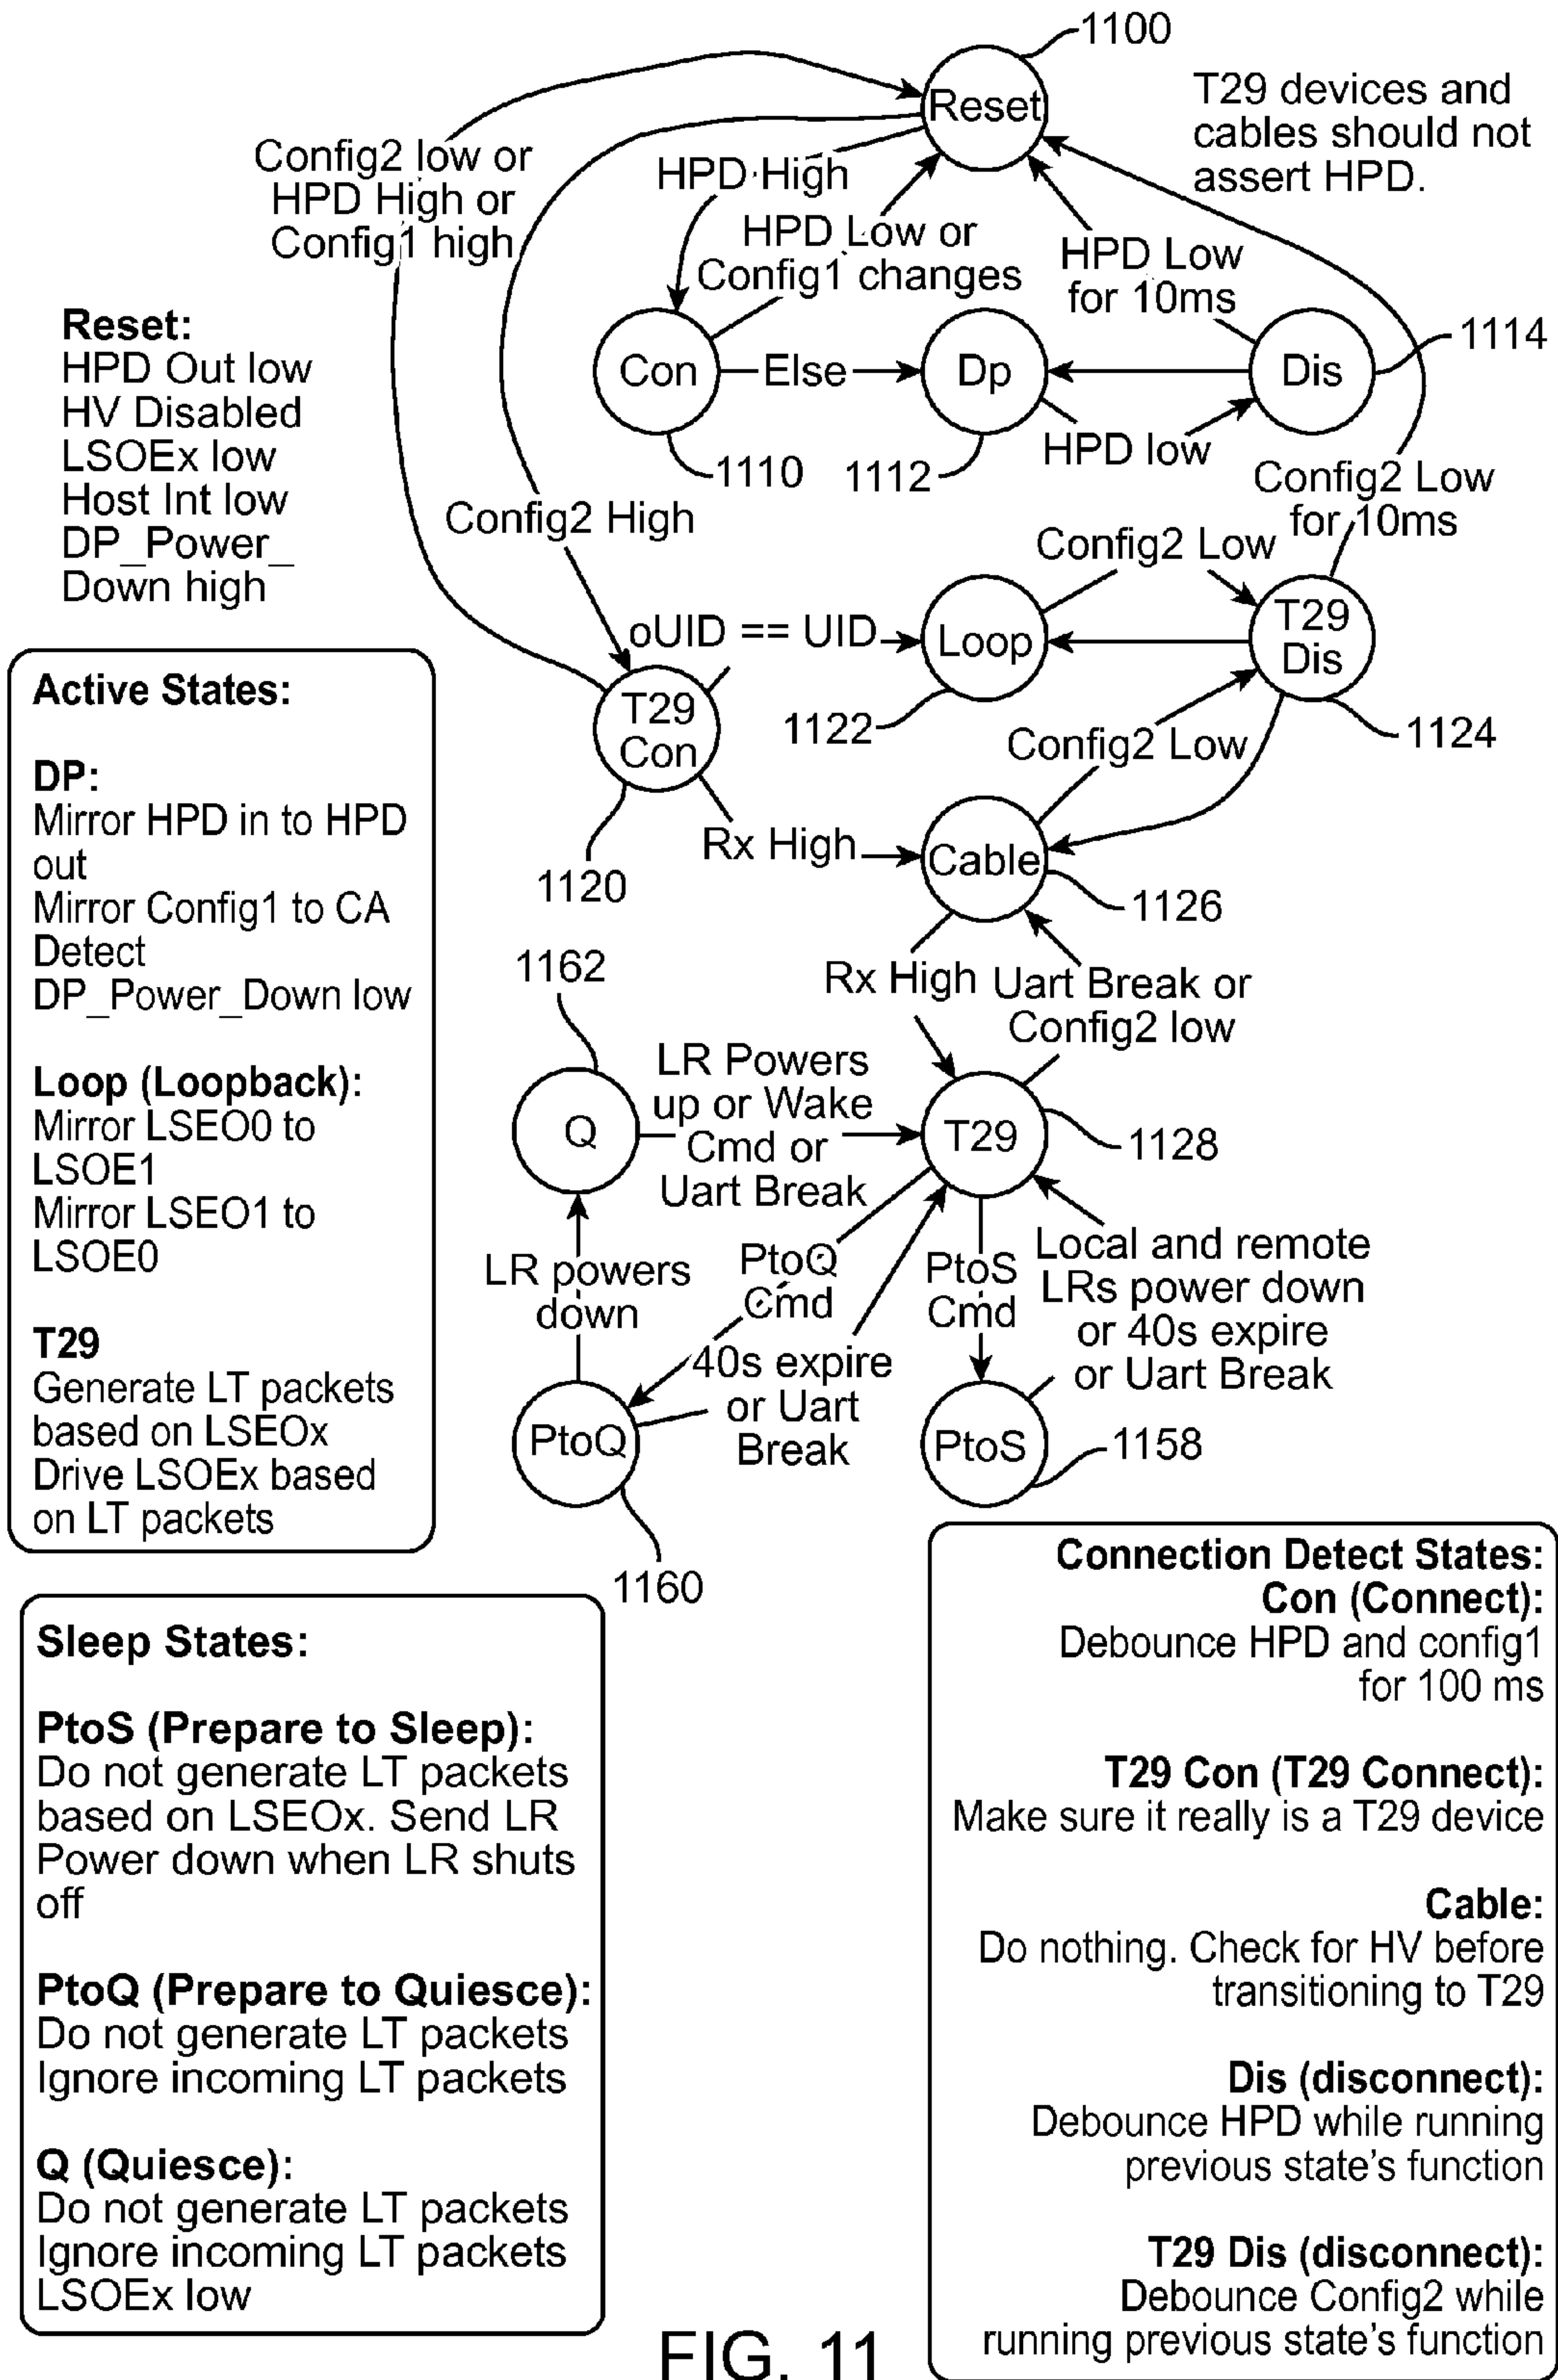 1100
Reset
T29 devices and
cables should not
assert HPD.
Config2 low or
HPD High or
Config1 high
HPD High
HPD Low or
Config1 changes
HPD Low
for 10ms
Reset:
HPD Out low
HV Disabled
LSOEx low
Host Int low
DP_Power_
Down high
Con
Else
Dp
Dis
1114
HPD low
1110
1112
Config2 Low
for 10ms
Config2 High
Config2 Low
oUID == UID
Loop
T29
Dis
T29
Con
1122
1124
Config2 Low
Rx High
Cable
1120
1126
Active States:
DP:
Mirror HPD in to HPD
out
Mirror Config1 to CA
Detect
DP_Power_Down low
Loop (Loopback):
Mirror LSEO0 to
LSOE1
Mirror LSEO1 to
LSOE0
T29
Generate LT packets
based on LSEOx
Drive LSOEx based
on LT packets
1162
Rx High
Uart Break or
Config2 low
Q
LR Powers
up or Wake
Cmd or
Uart Break
T29
1128
LR powers
down
PtoQ
Cmd
PtoS
Cmd
Local and remote
LRs power down
or 40s expire
or Uart Break
40s expire
or Uart
Break
PtoQ
PtoS
1158
1160
Sleep States:
PtoS (Prepare to Sleep):
Do not generate LT packets
based on LSEOx. Send LR
Power down when LR shuts
off
PtoQ (Prepare to Quiesce):
Do not generate LT packets
Ignore incoming LT packets
Q (Quiesce):
Do not generate LT packets
Ignore incoming LT packets
LSOEx low
Connection Detect States:
Con (Connect):
Debounce HPD and config1
for 100 ms
T29 Con (T29 Connect):
Make sure it really is a T29 device
Cable:
Do nothing. Check for HV before
transitioning to T29
Dis (disconnect):
Debounce HPD while running
previous state's function
T29 Dis (disconnect):
Debounce Config2 while
running previous state's function
FIG. 11